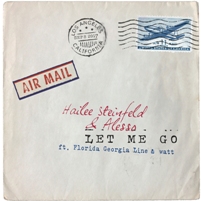 LOS ANGELES
CALIFORNIA
AIR MAIL
Hailee Steinfeld
& Alesso
LET ME GO
ft. Florida Georgia Line & watt